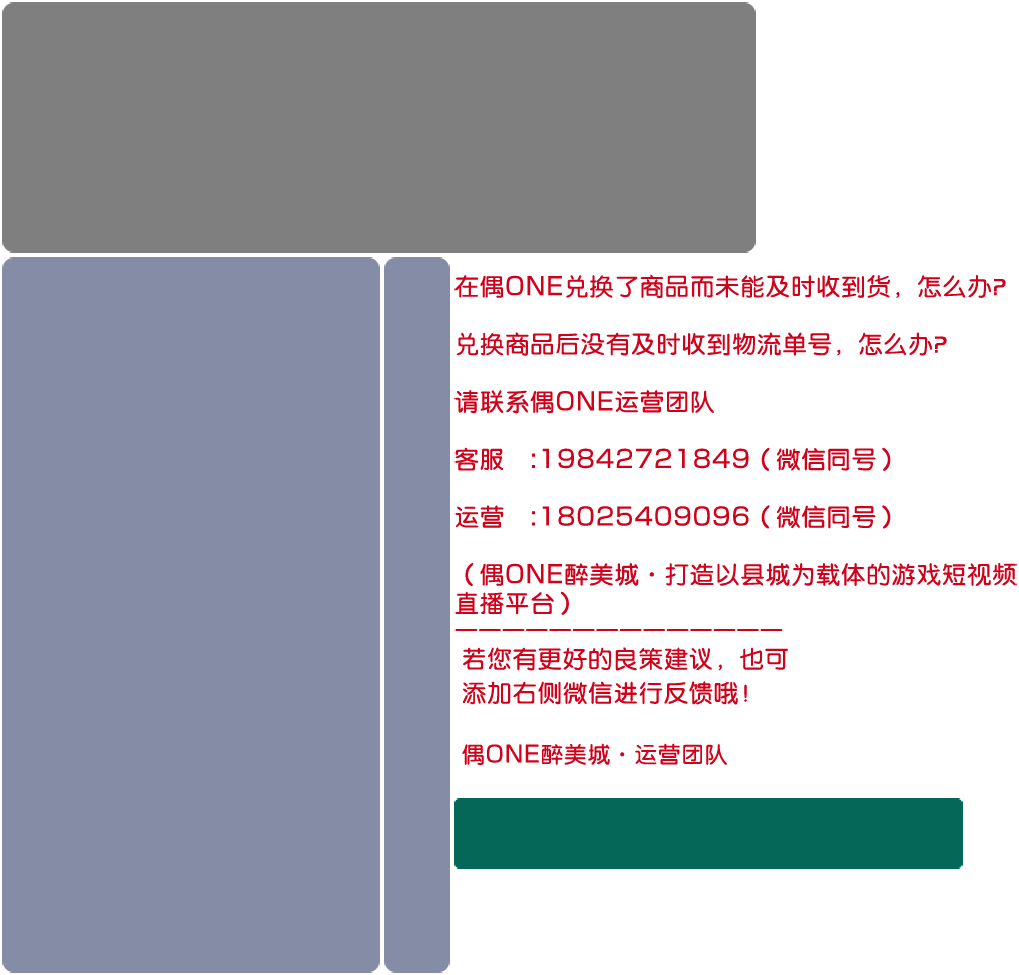 在偶ONE兑换了商品而未能及时收到货，怎么办?
兑换商品后没有及时收到物流单号，怎么办?
请联系偶ONE运营团队
客服 :19842721849（微信同号）
运营 :18025409096（微信同号）
（偶ONE醉美城·打造以县城为载体的游戏短视频
直播平台）
——————————————
若您有更好的良策建议，也可
添加右侧微信进行反馈哦!
偶ONE醉美城·运营团队